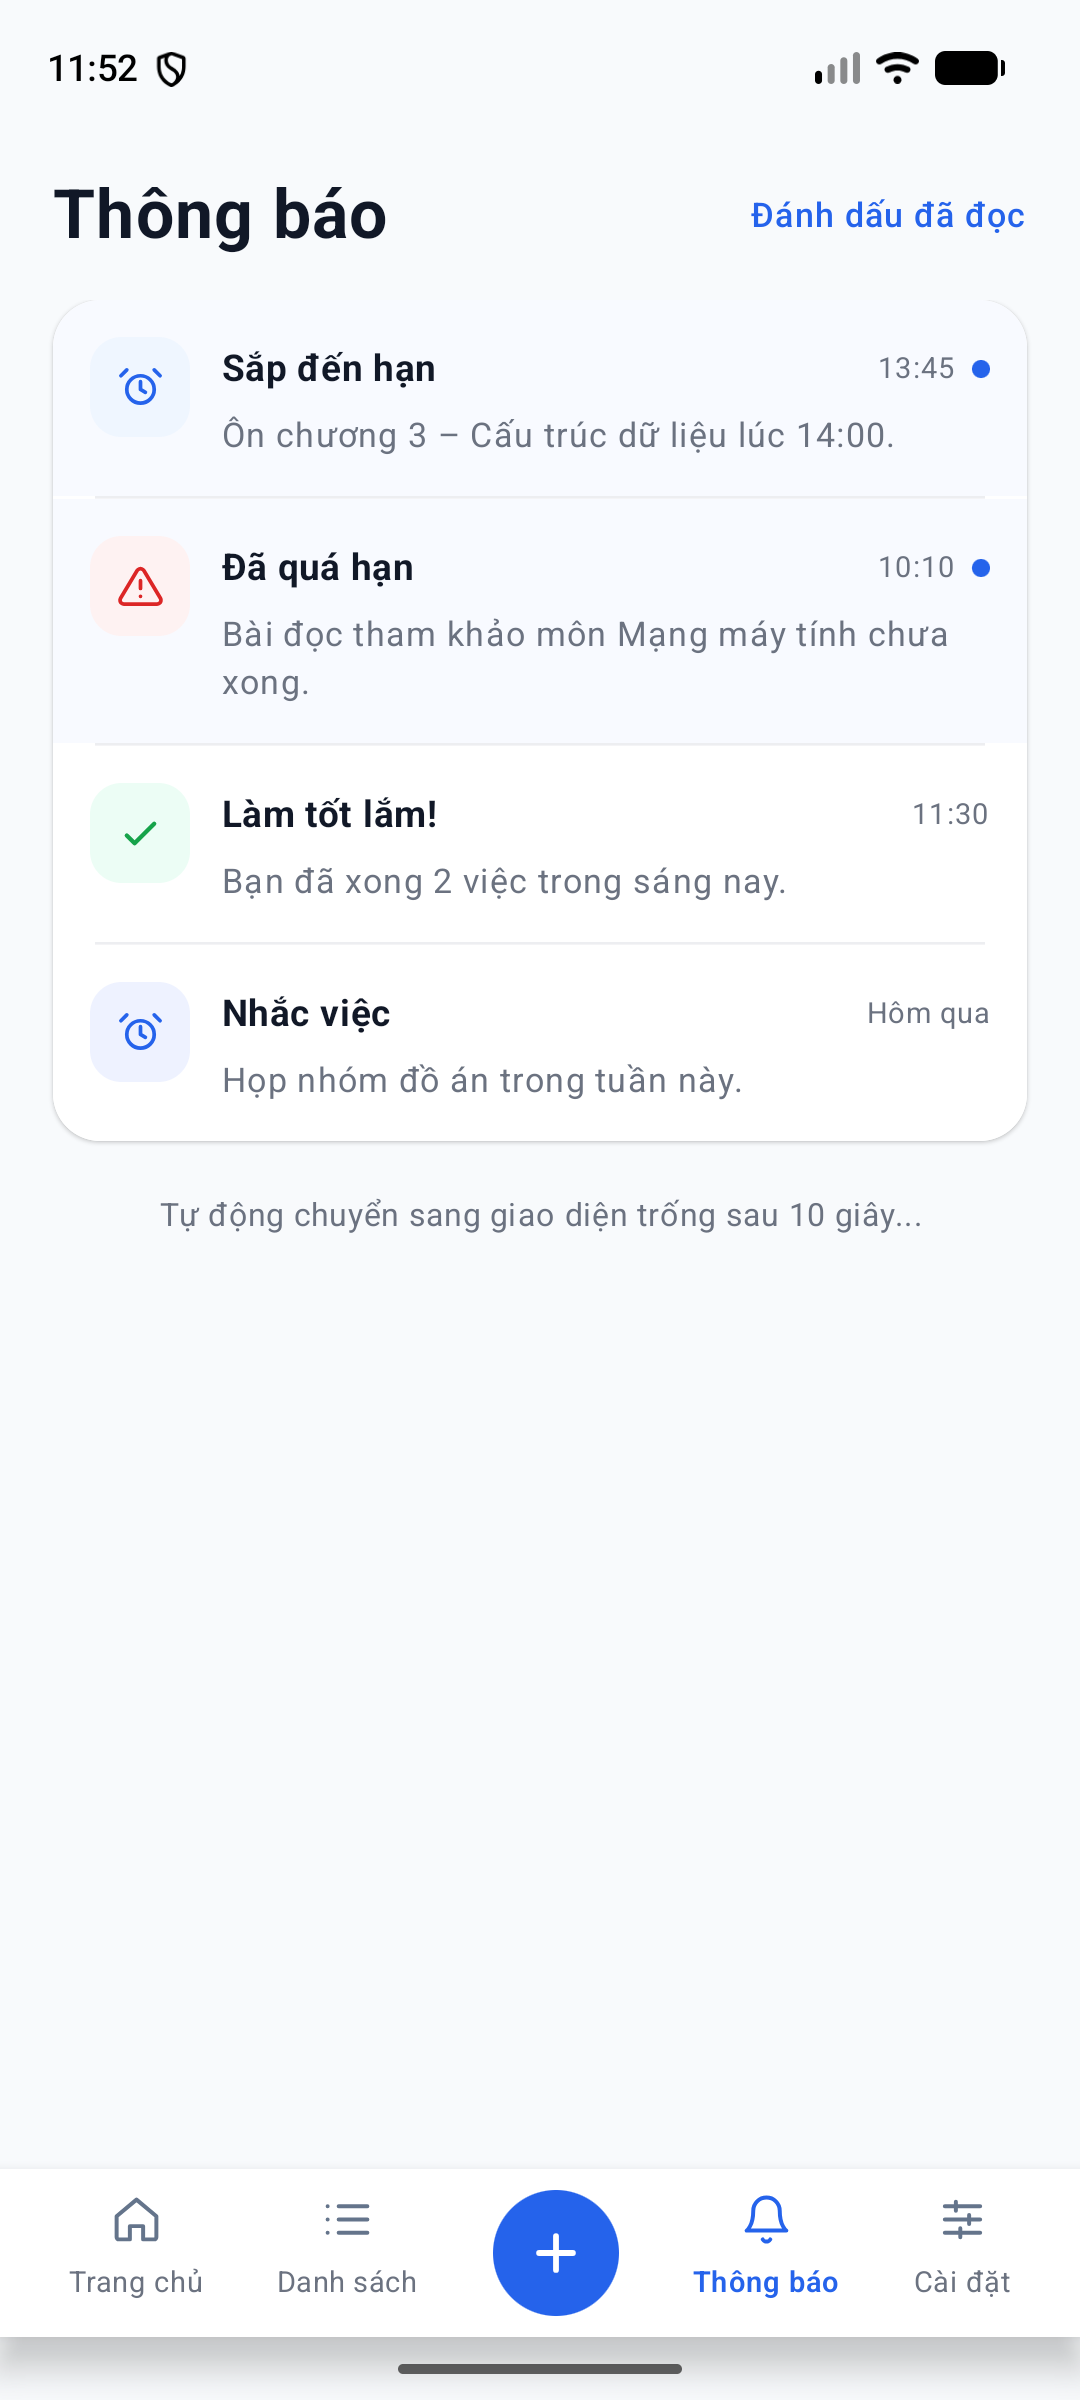 11:52
Thông báo
Đánh dấu đã đọc
Sắp đến hạn
13:45
Ôn chương 3 – Cấu trúc dữ liệu lúc 14:00.
Đã quá hạn
10:10
Bài đọc tham khảo môn Mạng máy tính chưa
xong.
Làm tốt lắm!
11:30
Bạn đã xong 2 việc trong sáng nay.
Nhắc việc
Hôm qua
Họp nhóm đồ án trong tuần này.
Tự động chuyển sang giao diện trống sau 10 giây...
Trang chủ
Danh sách
Thông báo
Cài đặt